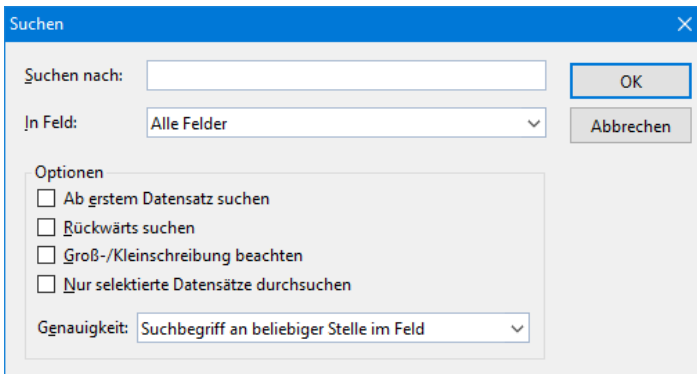 Suchen
Suchen nach:
OK
In Feld: Alle Felder
Abbrechen
Optionen
Ab erstem Datensatz suchen
Rückwärts suchen
Groß-/Kleinschreibung beachten
Nur selektierte Datensätze durchsuchen
Genauigkeit: Suchbegriff an beliebiger Stelle im Feld